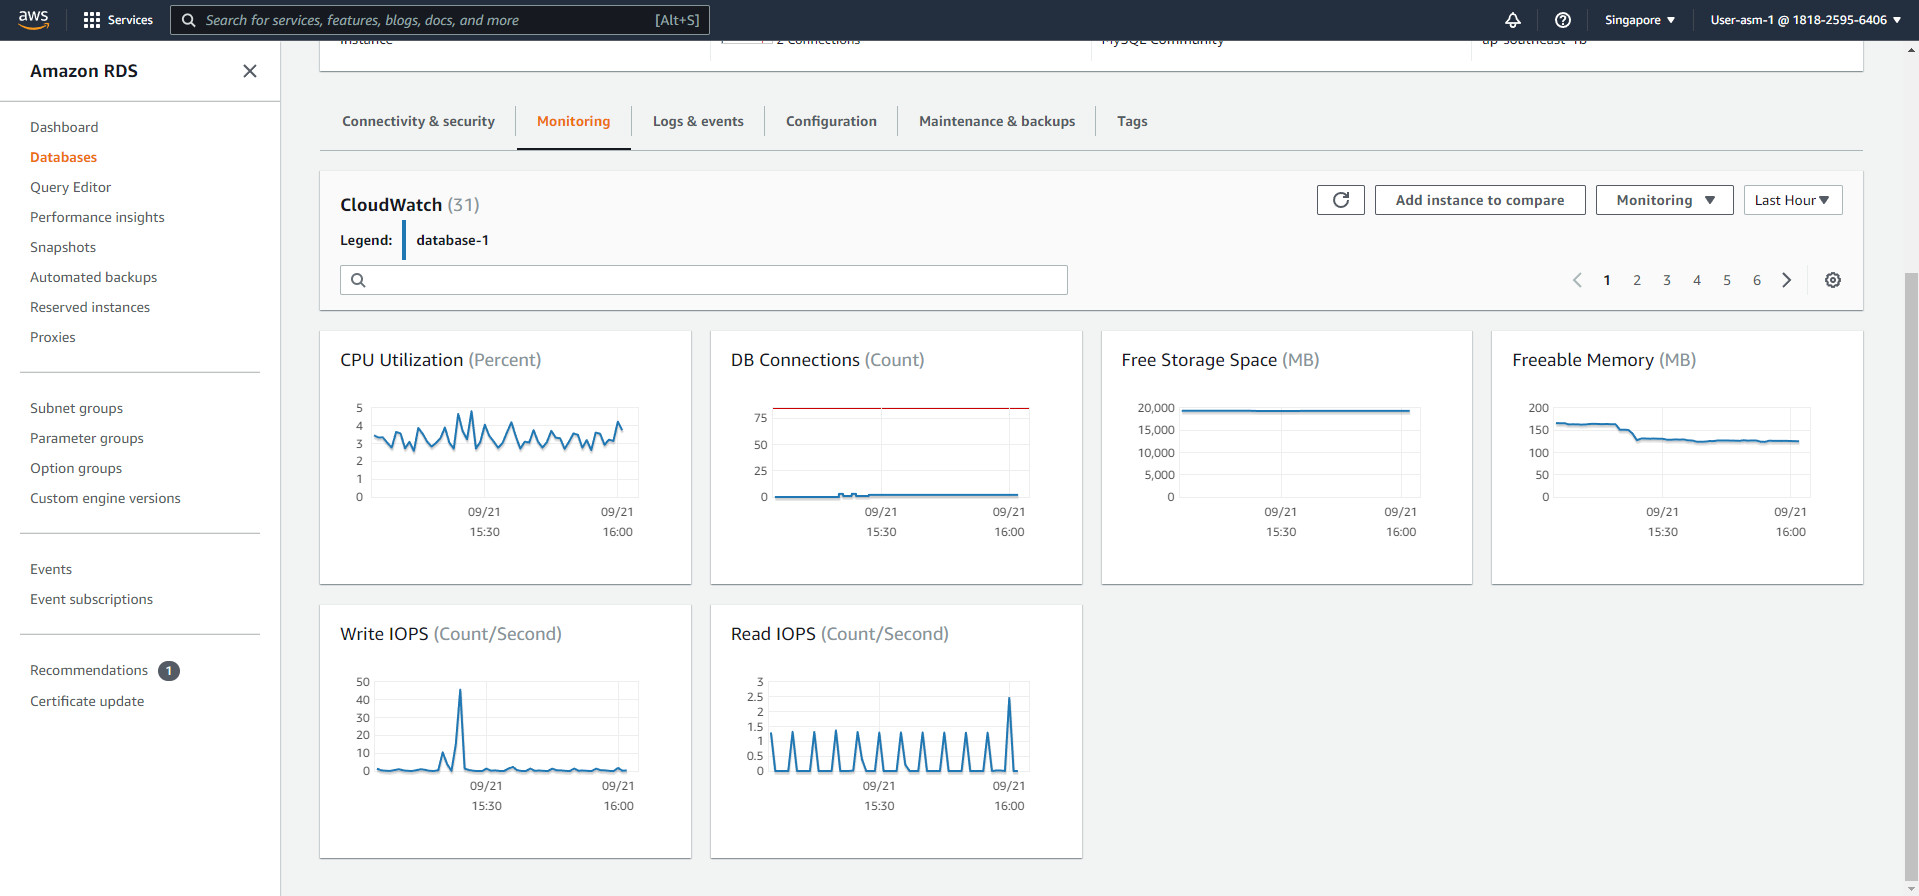 aws Services Search for services, features, blogs, docs, and more [Alt+S] Singapore ▼ User-asm-1 @ 1818-2595-6406 ▼
Instance 2 Connections MySQL Community ap-southeast-1b
Amazon RDS
Dashboard
Databases
Query Editor
Performance insights
Snapshots
Automated backups
Reserved instances
Proxies
Subnet groups
Parameter groups
Option groups
Custom engine versions
Events
Event subscriptions
Recommendations 1
Certificate update
Connectivity & security Monitoring Logs & events Configuration Maintenance & backups Tags
CloudWatch (31)
Add instance to compare Monitoring ▼ Last Hour ▼
Legend: database-1
1 2 3 4 5 6
CPU Utilization (Percent)
5
4
3
2
1
0
09/21 09/21
15:30 16:00
DB Connections (Count)
75
50
25
0
09/21 09/21
15:30 16:00
Free Storage Space (MB)
20,000
15,000
10,000
5,000
0
09/21 09/21
15:30 16:00
Freeable Memory (MB)
200
150
100
50
0
09/21 09/21
15:30 16:00
Write IOPS (Count/Second)
50
40
30
20
10
0
09/21 09/21
15:30 16:00
Read IOPS (Count/Second)
3
2.5
2
1.5
1
0.5
0
09/21 09/21
15:30 16:00